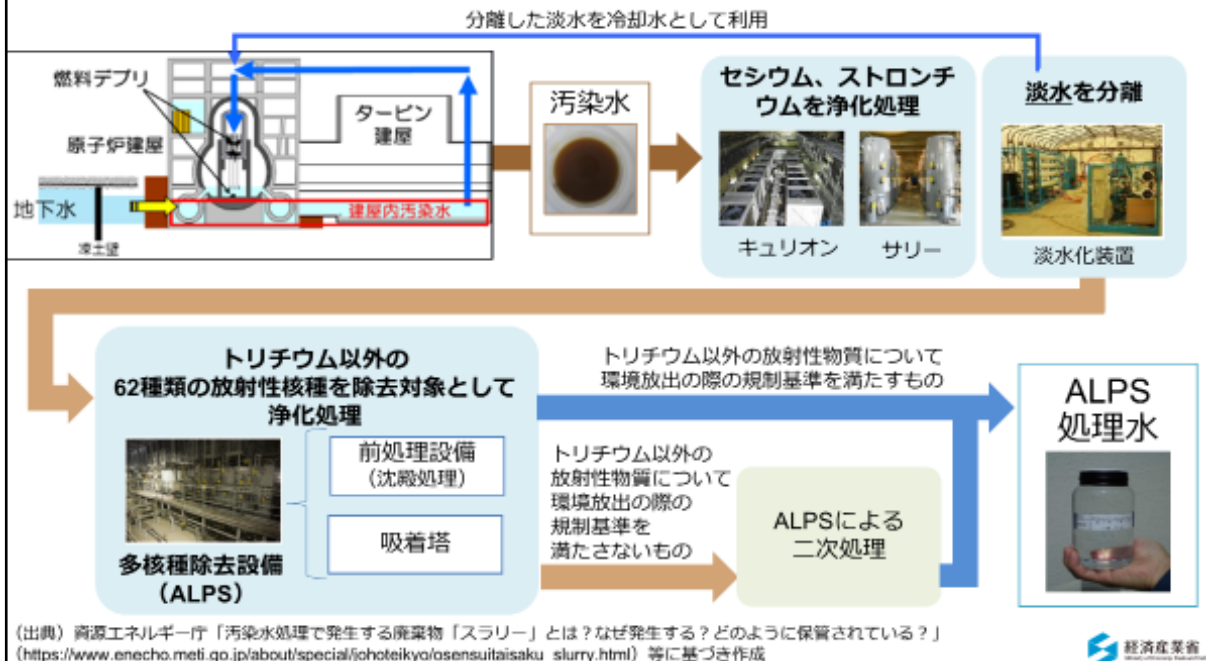 分離した淡水を冷却水として利用
燃料デブリ
原子炉建屋
タービン
建屋
地下水
凍土壁
建屋内汚染水
汚染水
セシウム、ストロンチ
ウムを浄化処理
キュリオン
サリー
淡水を分離
淡水化装置
トリチウム以外の
62種類の放射性核種を除去対象として
浄化処理
前処理設備
（沈殿処理）
吸着塔
多核種除去設備
（ALPS）
トリチウム以外の放射性物質について
環境放出の際の規制基準を満たすもの
トリチウム以外の
放射性物質について
環境放出の際の
規制基準を
満たさないもの
ALPSによる
二次処理
ALPS
処理水
（出典）資源エネルギー庁「汚染水処理で発生する廃棄物「スラリー」とは？なぜ発生する？どのように保管されている？」
（https://www.enecho.meti.go.jp/about/special/johoteikyo/osensuitaisaku_slurry.html）等に基づき作成
経済産業省